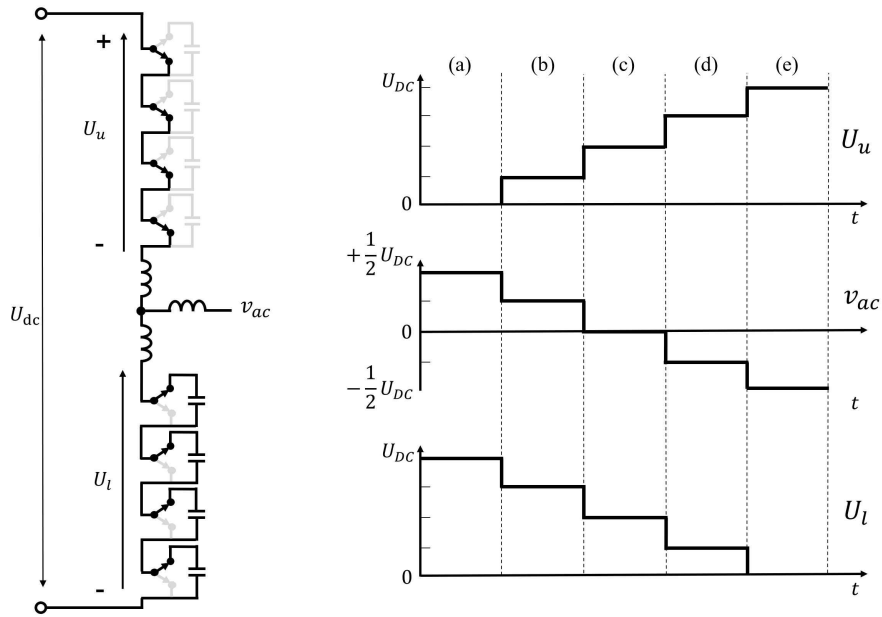 +
U_u
-
U_dc
v_ac
U_l
-
(a) (b) (c) (d) (e)
U_DC
U_u
0
t
+1/2 U_DC
v_ac
0
-1/2 U_DC
t
U_DC
U_l
0
t